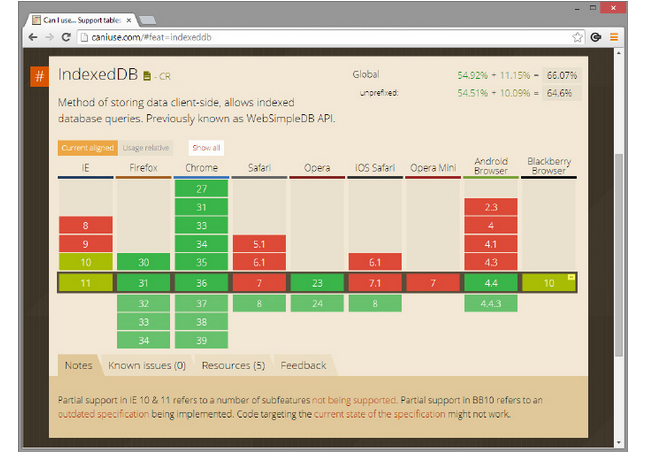 Can I use... Support table ×
caniuse.com/#feat=indexeddb
# IndexedDB - CR
Global 54.92% + 11.15% = 66.07%
unprefixed: 54.51% + 10.09% = 64.6%
Method of storing data client-side, allows indexed
database queries. Previously known as WebSimpleDB API.
Current aligned Usage relative Show all
IE Firefox Chrome Safari Opera iOS Safari Opera Mini Android Browser Blackberry Browser
27
31 2.3
8 33 4
9 34 5.1 4.1
10 30 35 6.1 6.1 4.3
11 31 36 7 23 7.1 7 4.4 10
32 37 8 24 8 4.4.3
33 38
34 39
Notes Known issues (0) Resources (5) Feedback
Partial support in IE 10 & 11 refers to a number of subfeatures not being supported. Partial support in BB10 refers to an
outdated specification being implemented. Code targeting the current state of the specification might not work.